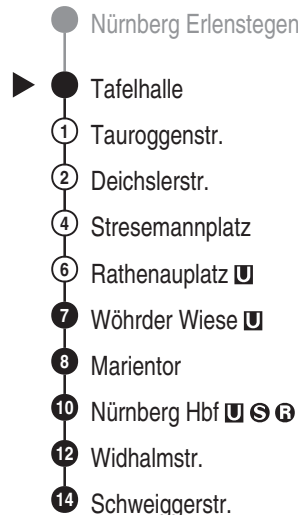 Nürnberg Erlenstegen
Tafelhalle
1 Tauroggenstr.
2 Deichslerstr.
4 Stresemannplatz
6 Rathenauplatz U
7 Wöhrder Wiese U
8 Marientor
10 Nürnberg Hbf U S R
12 Widhalmstr.
14 Schweiggerstr.